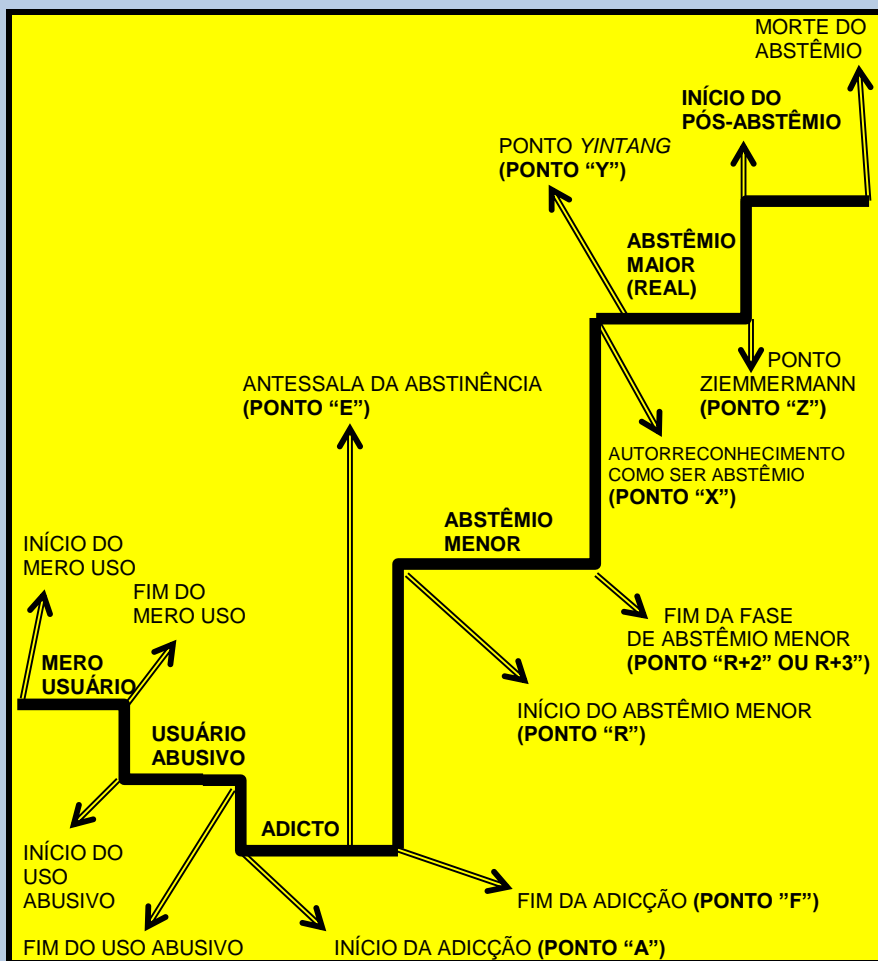 MORTE DO
ABSTÊMIO
INÍCIO DO
PÓS-ABSTÊMIO
PONTO YINTANG
(PONTO “Y”)
ABSTÊMIO
MAIOR
(REAL)
PONTO
ZIEMMERMANN
(PONTO “Z”)
ANTESSALA DA ABSTINÊNCIA
(PONTO “E”)
AUTORRECONHECIMENTO
COMO SER ABSTÊMIO
(PONTO “X”)
ABSTÊMIO
MENOR
INÍCIO DO
MERO USO
FIM DO
MERO USO
FIM DA FASE
DE ABSTÊMIO MENOR
(PONTO “R+2” OU R+3”)
MERO
USUÁRIO
INÍCIO DO ABSTÊMIO MENOR
(PONTO “R”)
USUÁRIO
ABUSIVO
ADICTO
INÍCIO DO
USO
ABUSIVO
FIM DA ADICÇÃO (PONTO ”F”)
FIM DO USO ABUSIVO
INÍCIO DA ADICÇÃO (PONTO “A”)